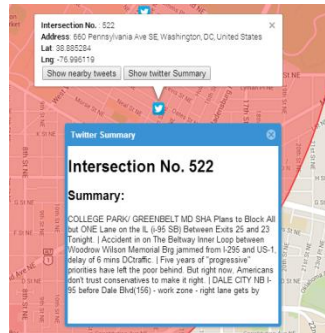 Intersection No. : 522
Address: 660 Pennsylvania Ave SE, Washington, DC, United States
Lat: 38.885284
Lng -76.996119
Show nearby tweets Show twitter Summary
Twitter Summary
Intersection No. 522
Summary:
COLLEGE PARK/ GREENBELT MD SHA Plans to Block All
but ONE Lane on the IL (i-95 SB) Between Exits 25 and 23
Tonight. | Accident in on The Beltway Inner Loop between
Woodrow Wilson Memorial Brg jammed from I-295 and US-1,
delay of 6 mins DCtraffic. | Five years of "progressive"
priorities have left the poor behind. But right now, Americans
don't trust conservatives to make it right. | DALE CITY NB I-
95 before Dale Blvd(156) - work zone - right lane gets by